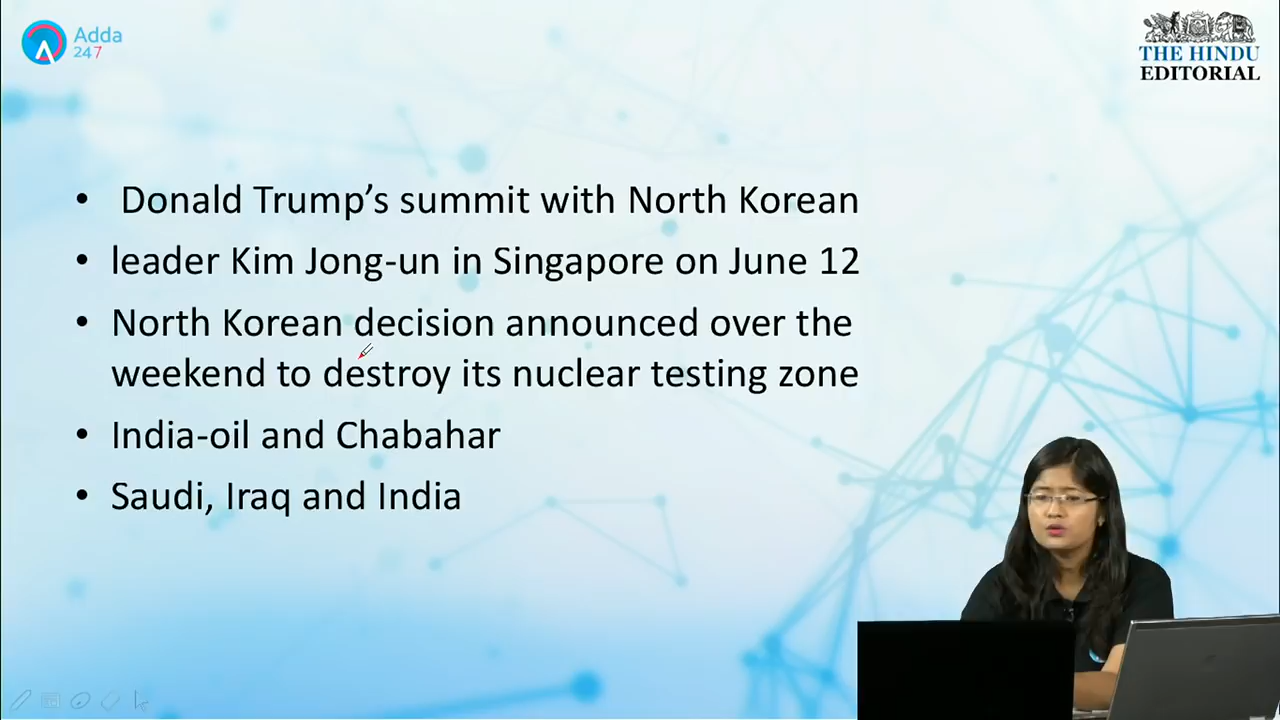 Adda
247
THE HINDU
EDITORIAL
• Donald Trump's summit with North Korean
• leader Kim Jong-un in Singapore on June 12
• North Korean decision announced over the
weekend to destroy its nuclear testing zone
• India-oil and Chabahar
• Saudi, Iraq and India